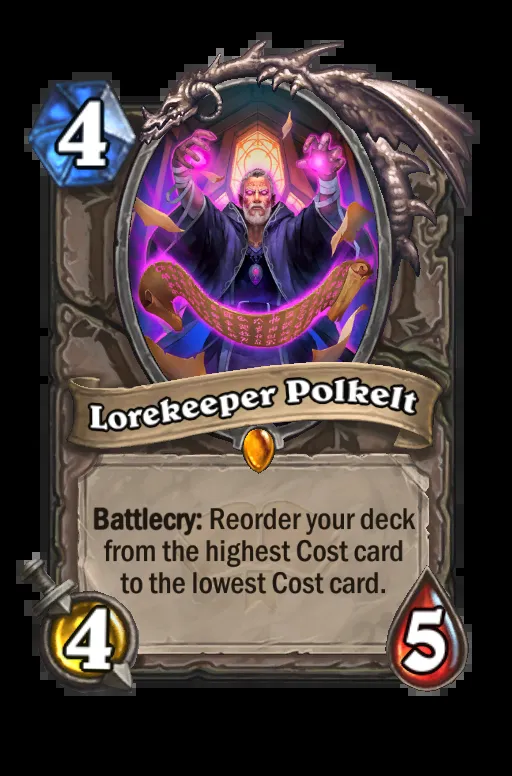 4
Lorekeeper Polkelt
Battlecry: Reorder your deck
from the highest Cost card
to the lowest Cost card.
4
5